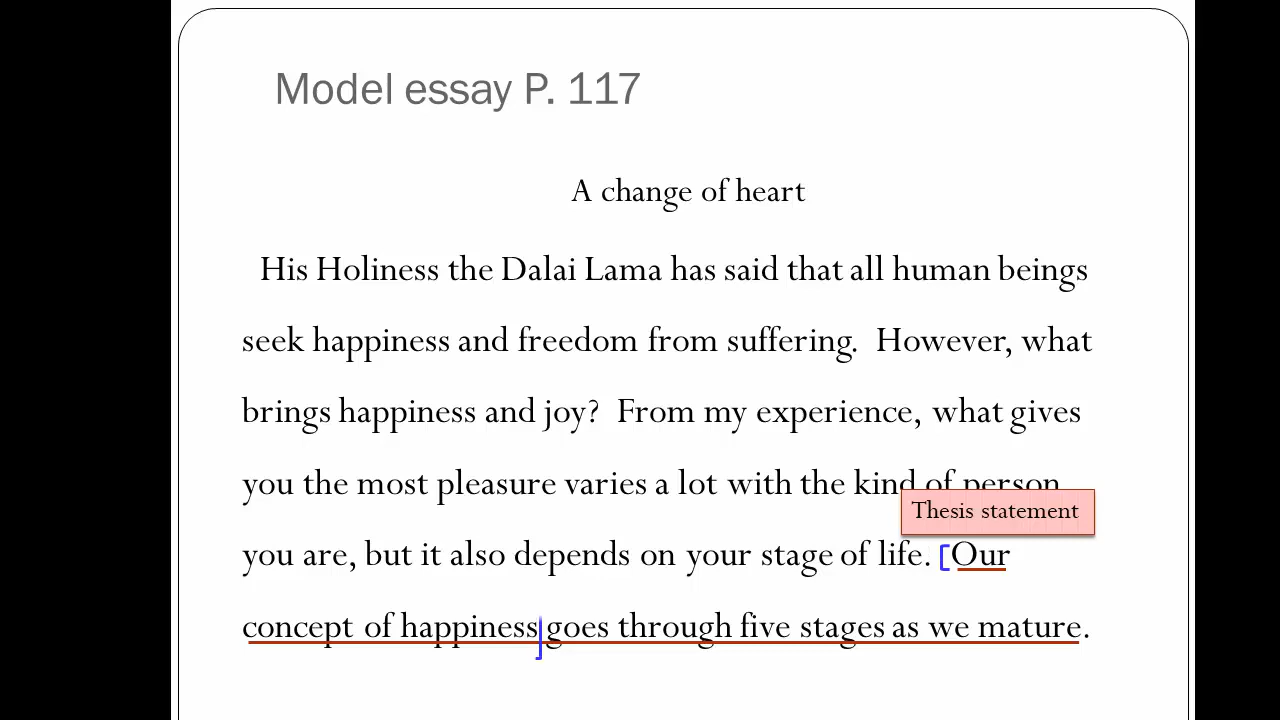 Model essay P. 117
A change of heart
His Holiness the Dalai Lama has said that all human beings
seek happiness and freedom from suffering. However, what
brings happiness and joy? From my experience, what gives
you the most pleasure varies a lot with the kind of person
Thesis statement
you are, but it also depends on your stage of life. [Our
concept of happiness] goes through five stages as we mature.